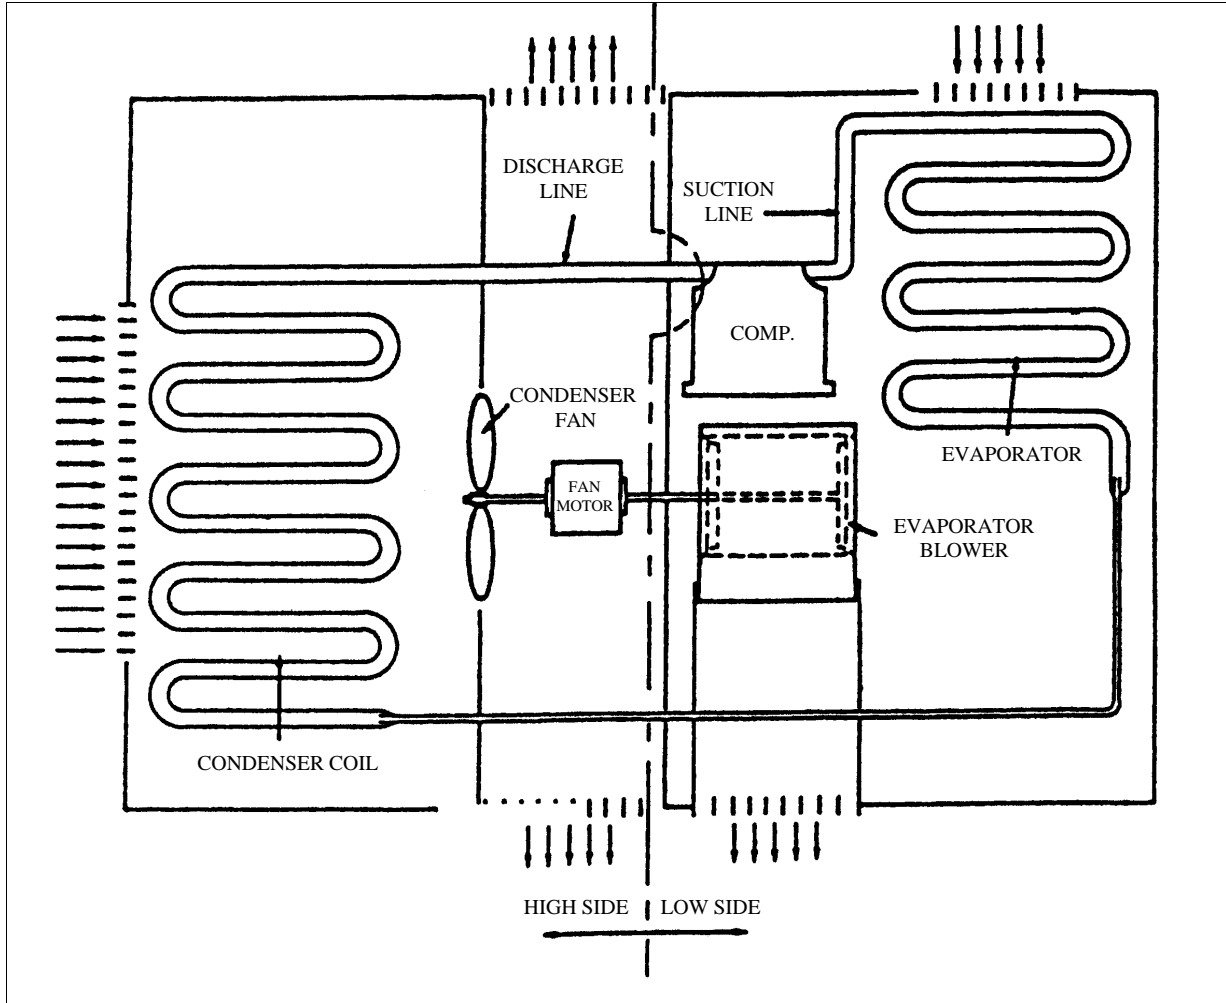 DISCHARGE
LINE
SUCTION
LINE
COMP.
CONDENSER
FAN
EVAPORATOR
FAN
MOTOR
EVAPORATOR
BLOWER
CONDENSER COIL
HIGH SIDE
LOW SIDE